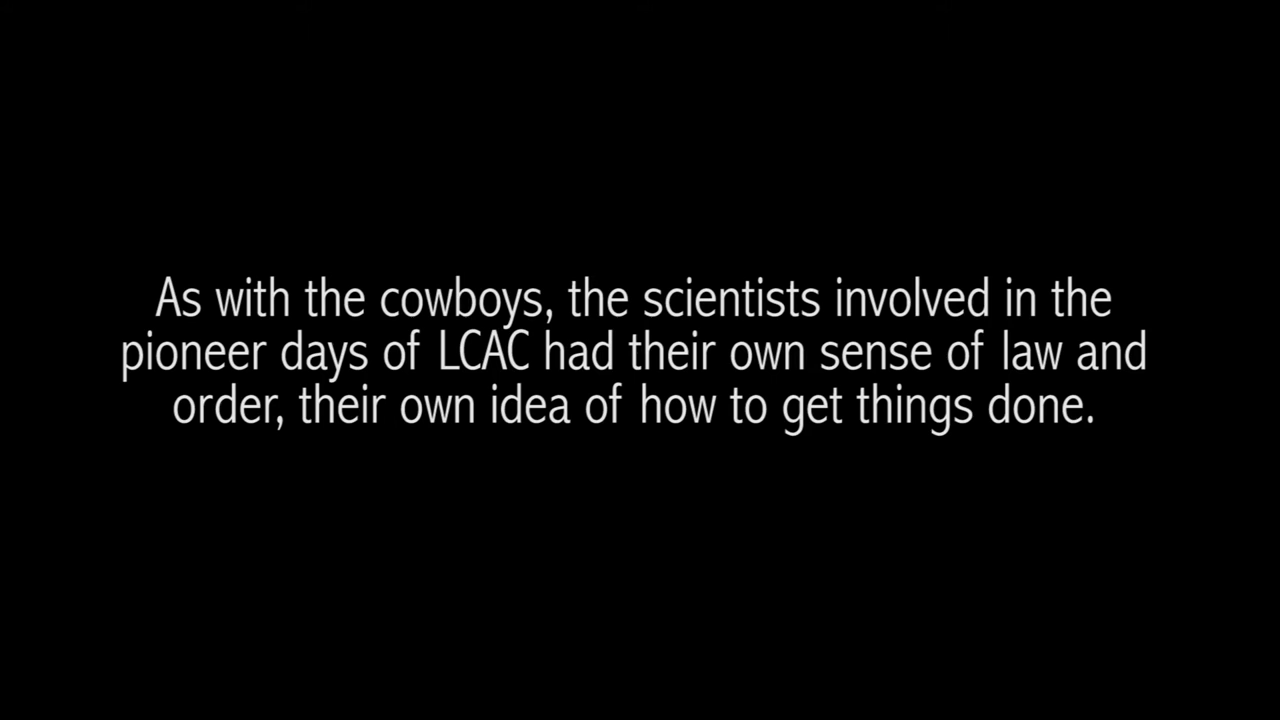 As with the cowboys, the scientists involved in the
pioneer days of LCAC had their own sense of law and
order, their own idea of how to get things done.